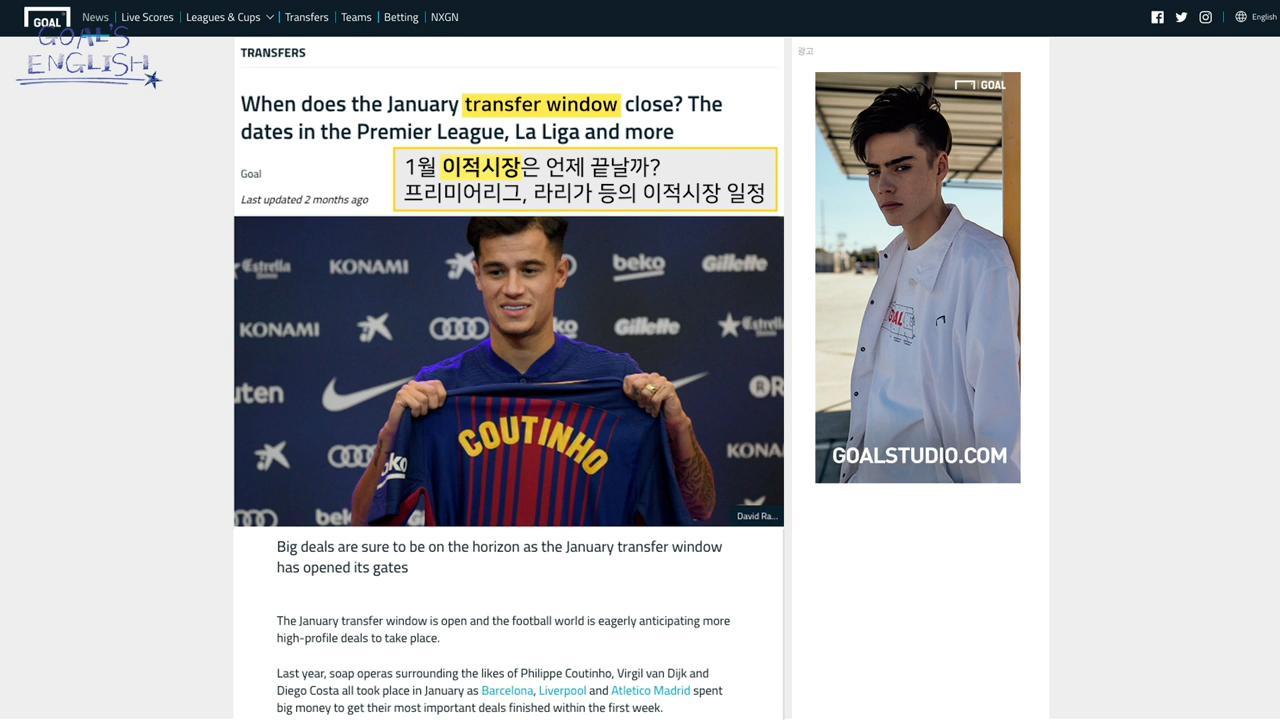 GOAL
News
Live Scores
Leagues & Cups
Transfers
Teams
Betting
NXGN
English
GOAL'S
ENGLISH
TRANSFERS
광고
When does the January transfer window close? The
dates in the Premier League, La Liga and more
1월 이적시장은 언제 끝날까?
프리미어리그, 라리가 등의 이적시장 일정
Goal
Last updated 2 months ago
Estrella
KONAMI
beko
Gillette
KONAMI
Gillette
Estrella
COUTINHO
beko
David Ra...
GOAL
GOAL
GOALSTUDIO.COM
Big deals are sure to be on the horizon as the January transfer window
has opened its gates
The January transfer window is open and the football world is eagerly anticipating more
high-profile deals to take place.
Last year, soap operas surrounding the likes of Philippe Coutinho, Virgil van Dijk and
Diego Costa all took place in January as Barcelona, Liverpool and Atletico Madrid spent
big money to get their most important deals finished within the first week.